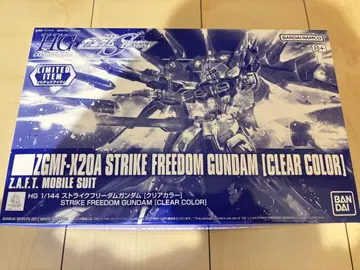 HG
LIMITED
ITEM
BANDAI NAMCO
ZGMF-X20A STRIKE FREEDOM GUNDAM [CLEAR COLOR]
Z.A.F.T. MOBILE SUIT
HG 1/144 ストライクフリーダムガンダム [クリアカラー]
STRIKE FREEDOM GUNDAM [CLEAR COLOR]
BAN
DAI